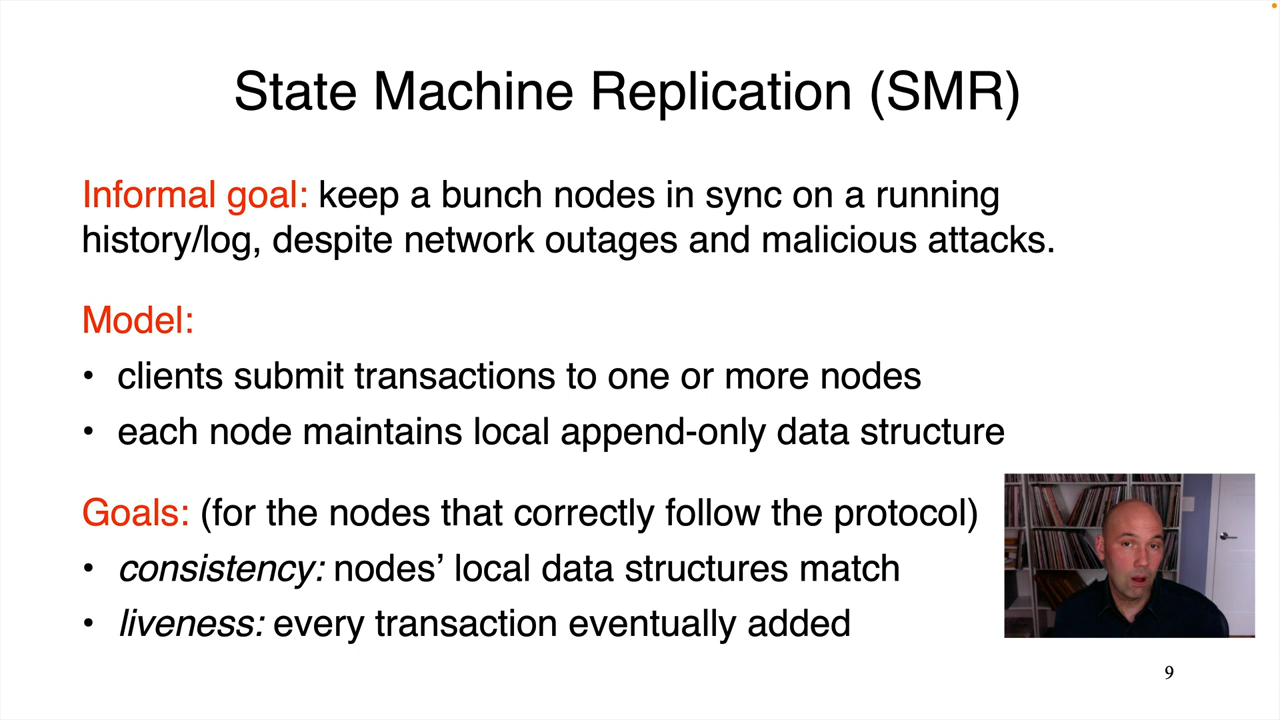 State Machine Replication (SMR)
Informal goal: keep a bunch nodes in sync on a running
history/log, despite network outages and malicious attacks.
Model:
• clients submit transactions to one or more nodes
• each node maintains local append-only data structure
Goals: (for the nodes that correctly follow the protocol)
• consistency: nodes’ local data structures match
• liveness: every transaction eventually added
9